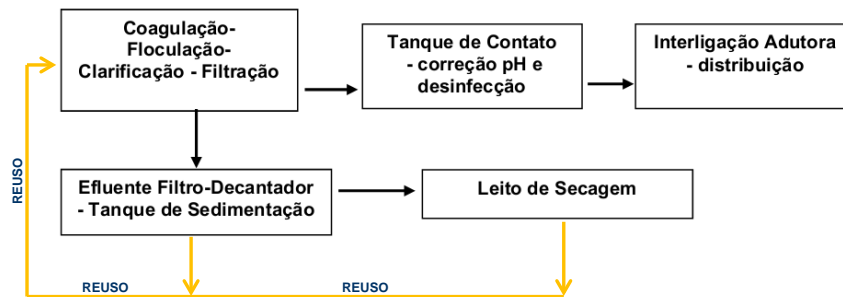 Coagulação-
Floculação-
Clarificação - Filtração
Tanque de Contato
- correção pH e
desinfecção
Interligação Adutora
- distribuição
REUSO
Efluente Filtro-Decantador
- Tanque de Sedimentação
Leito de Secagem
REUSO
REUSO